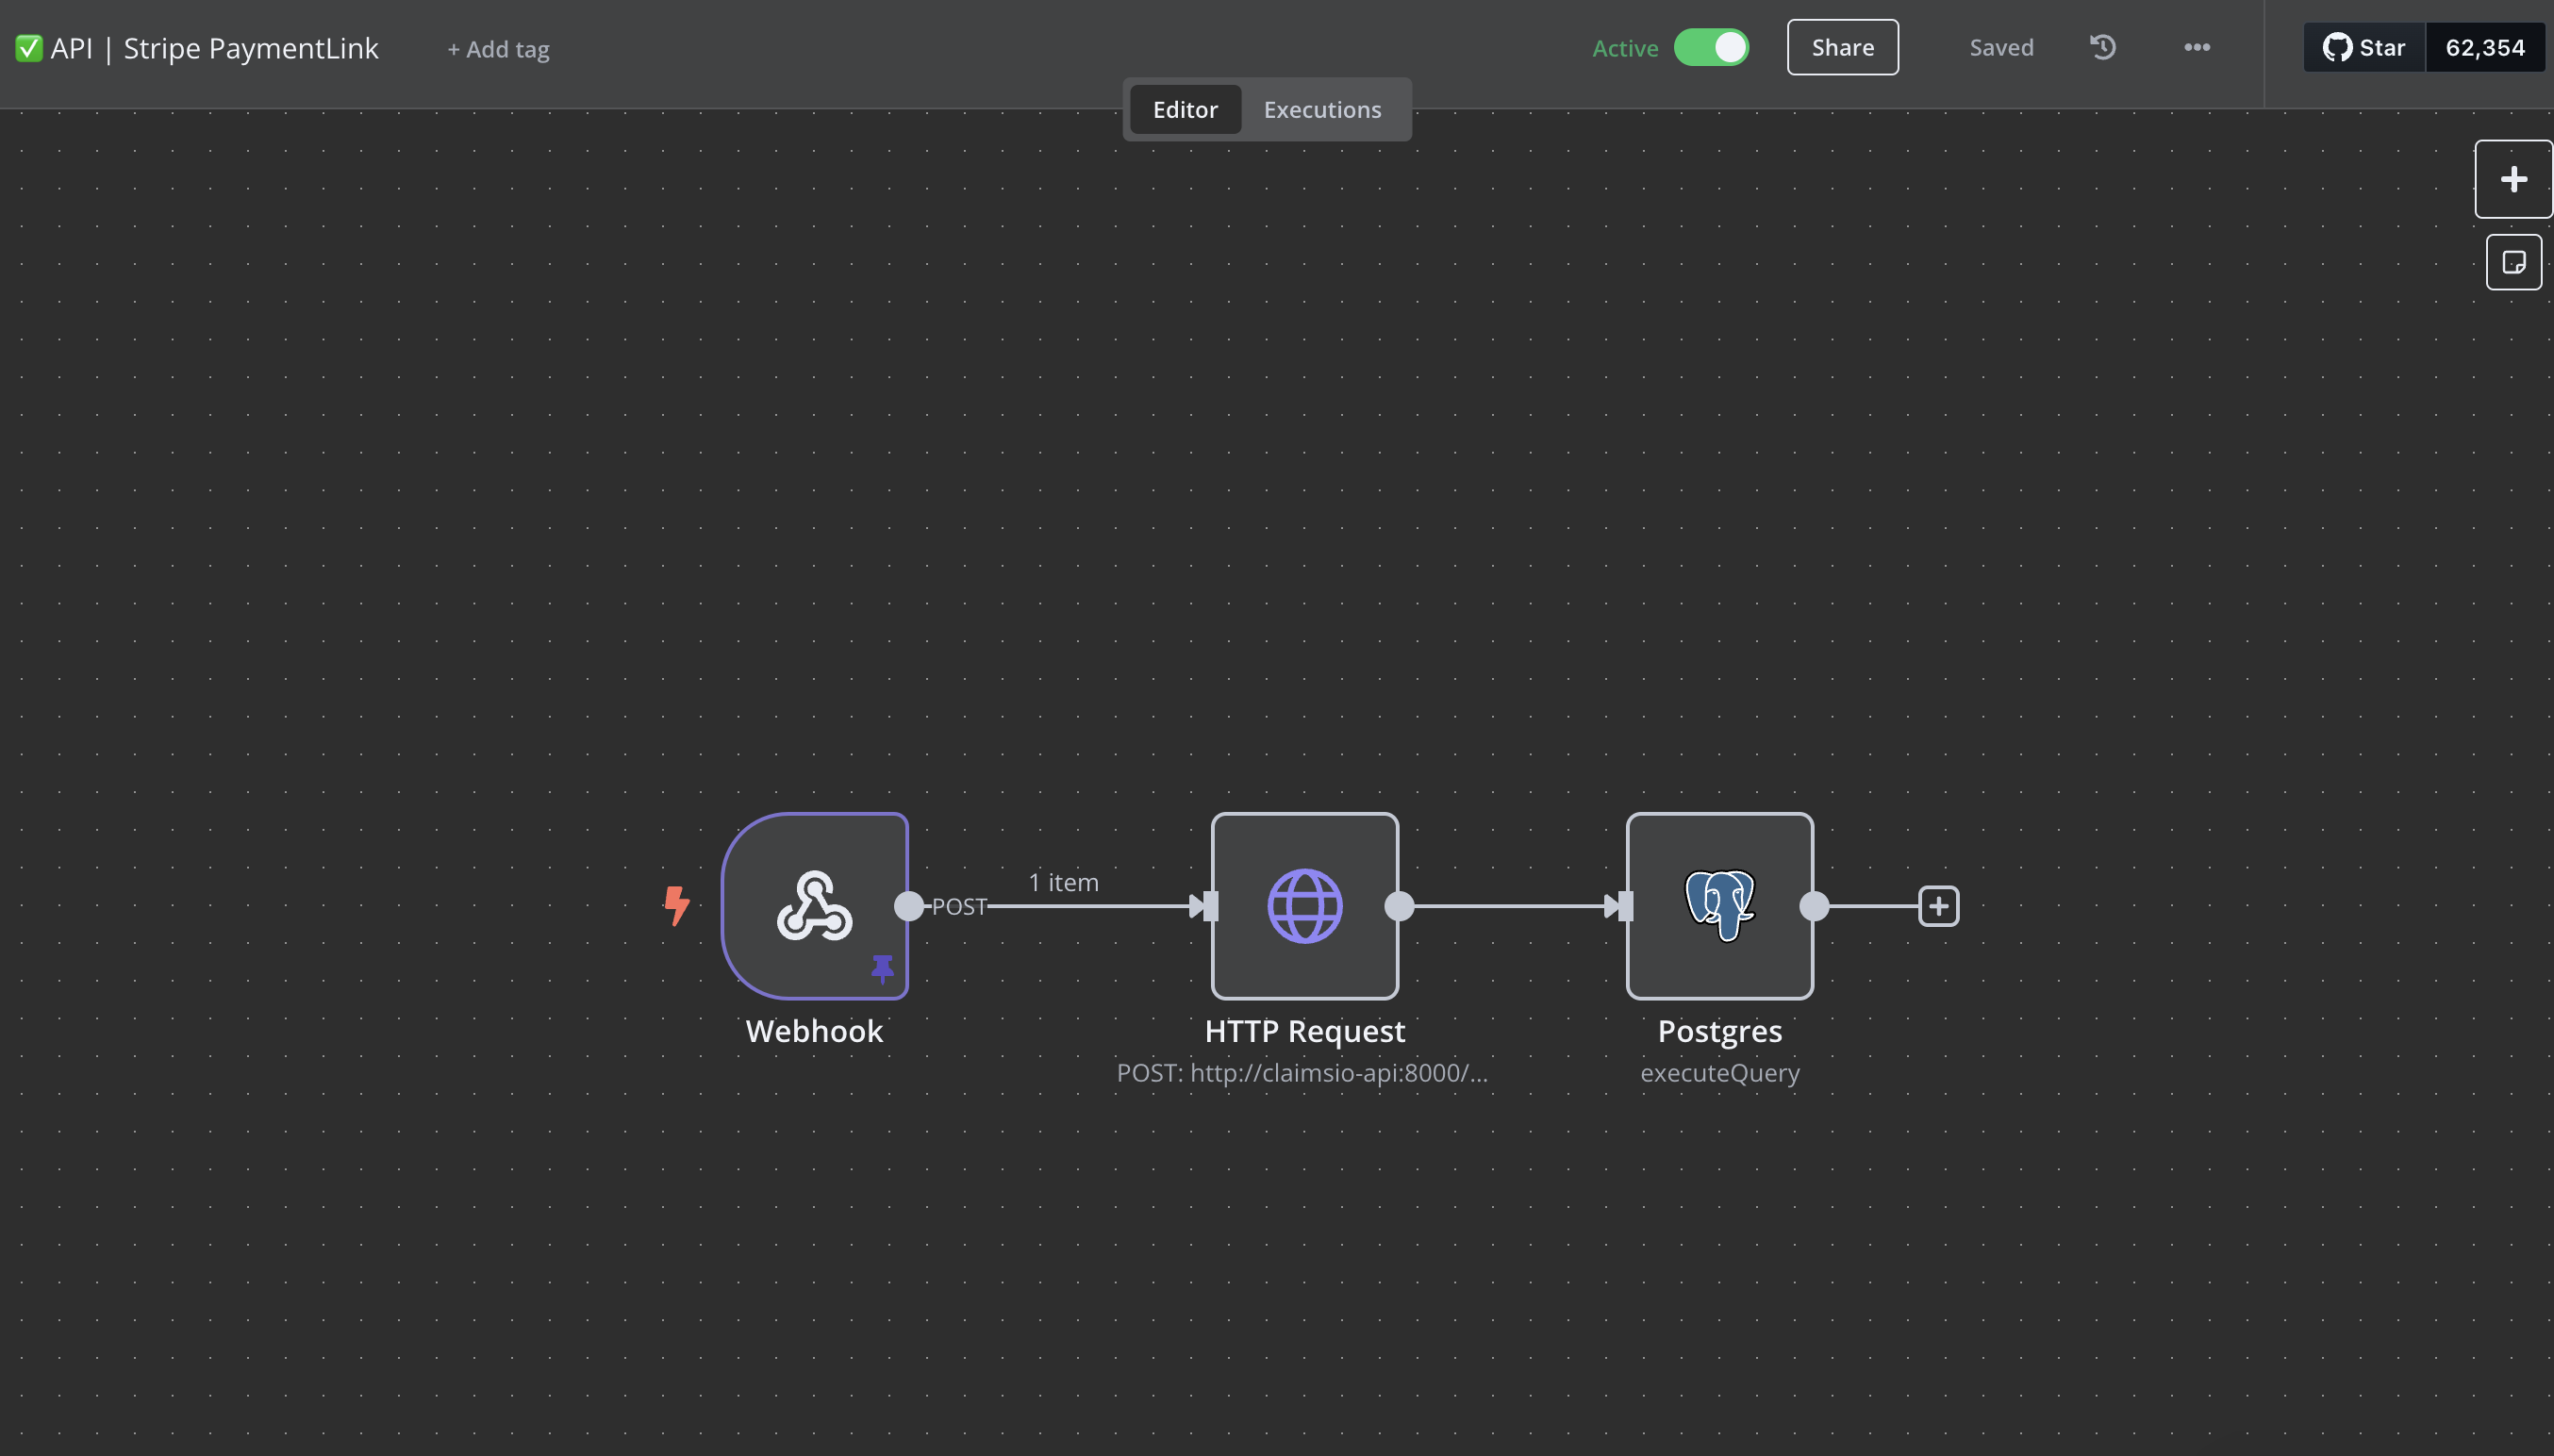 ✅ API | Stripe PaymentLink
+ Add tag
Active
Share
Saved
Star
62,354
Editor
Executions
POST
1 item
Webhook
HTTP Request
POST: http://claimsio-api:8000/...
Postgres
executeQuery